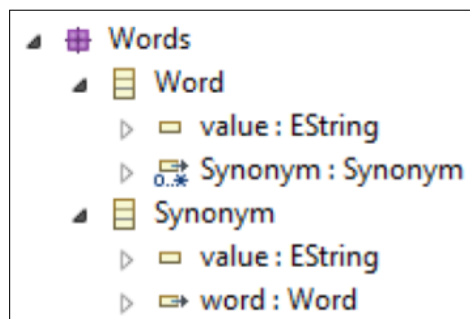 Words
Word
value : EString
0..* Synonym : Synonym
Synonym
value : EString
word : Word